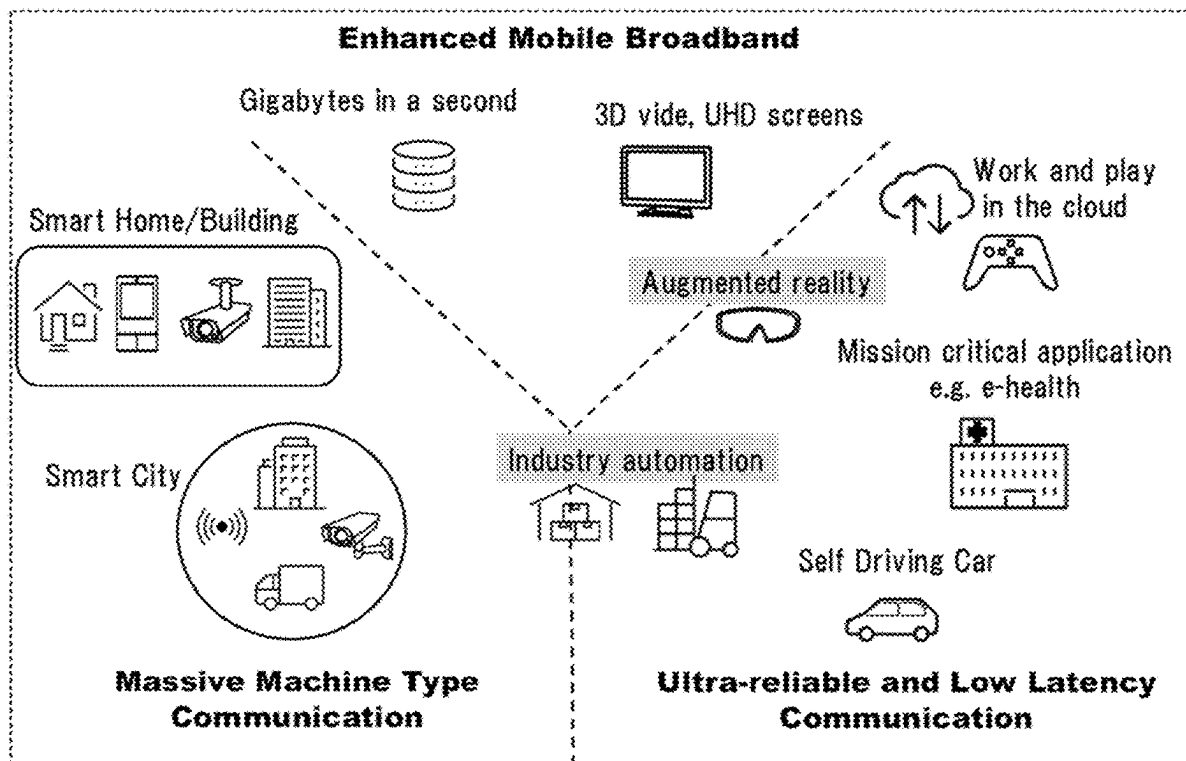 Enhanced Mobile Broadband
Gigabytes in a second
3D vide, UHD screens
Work and play
in the cloud
Smart Home/Building
Augmented reality
Mission critical application
e.g. e-health
Industry automation
Smart City
Self Driving Car
Massive Machine Type
Communication
Ultra-reliable and Low Latency
Communication